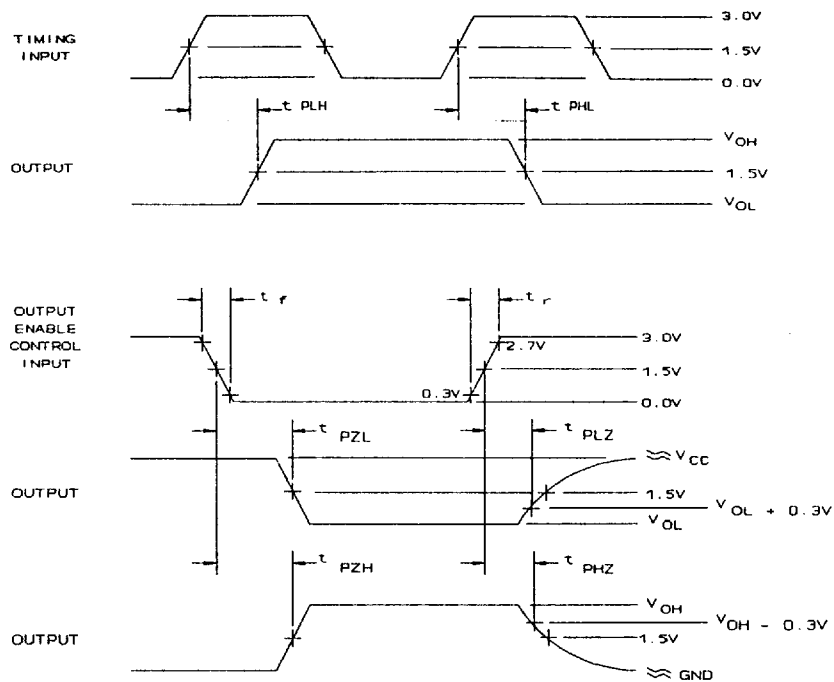 TIMING
INPUT
3.0V
1.5V
0.0V
t PLH
t PHL
OUTPUT
VOH
1.5V
VOL
OUTPUT
ENABLE
CONTROL
INPUT
t f
t r
3.0V
2.7V
1.5V
0.3V
0.0V
t PZL
t PLZ
OUTPUT
≈ VCC
1.5V
VOL + 0.3V
VOL
t PZH
t PHZ
OUTPUT
VOH
VOH - 0.3V
1.5V
≈ GND